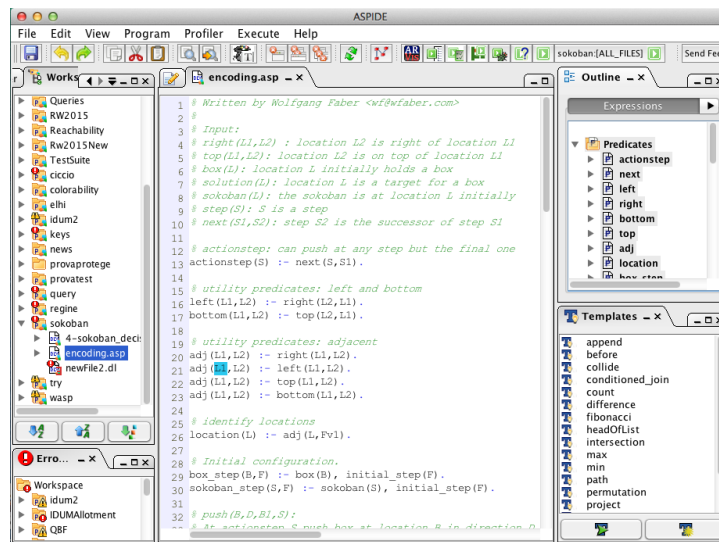 ASPIDE
File Edit View Program Profiler Execute Help
sokoban:[ALL_FILES] Send Fee
r Works
Queries
RW2015
Reachability
Rw2015New
TestSuite
ciccio
colorability
elhi
idum2
keys
news
provaprotege
provatest
query
regine
sokoban
4-sokoban_decis
encoding.asp
newFile2.dl
try
wasp
Erro...
Workspace
idum2
IDUMAllotment
QBF
encoding.asp
1 % Written by Wolfgang Faber <wf@wfaber.com>
2 %
3 % Input:
4 % right(L1,L2) : location L2 is right of location L1
5 % top(L1,L2): location L2 is on top of location L1
6 % box(L): location L initially holds a box
7 % solution(L): location L is a target for a box
8 % sokoban(L): the sokoban is at location L initially
9 % step(S): S is a step
10 % next(S1,S2): step S2 is the successor of step S1
11
12 % actionstep: can push at any step but the final one
13 actionstep(S) :- next(S,S1).
14
15 % utility predicates: left and bottom
16 left(L1,L2) :- right(L2,L1).
17 bottom(L1,L2) :- top(L2,L1).
18
19 % utility predicates: adjacent
20 adj(L1,L2) :- right(L1,L2).
21 adj(L1,L2) :- left(L1,L2).
22 adj(L1,L2) :- top(L1,L2).
23 adj(L1,L2) :- bottom(L1,L2).
24
25 % identify locations
26 location(L) :- adj(L,Fv1).
27
28 % Initial configuration.
29 box_step(B,F) :- box(B), initial_step(F).
30 sokoban_step(S,F) :- sokoban(S), initial_step(F).
31
32 % push(B,D,B1,S):
% At actionstep S push box at location B in direction D
Outline
Expressions
Predicates
actionstep
next
left
right
bottom
top
adj
location
box_step
Templates
append
before
collide
conditioned_join
count
difference
fibonacci
headOfList
intersection
max
min
path
permutation
project